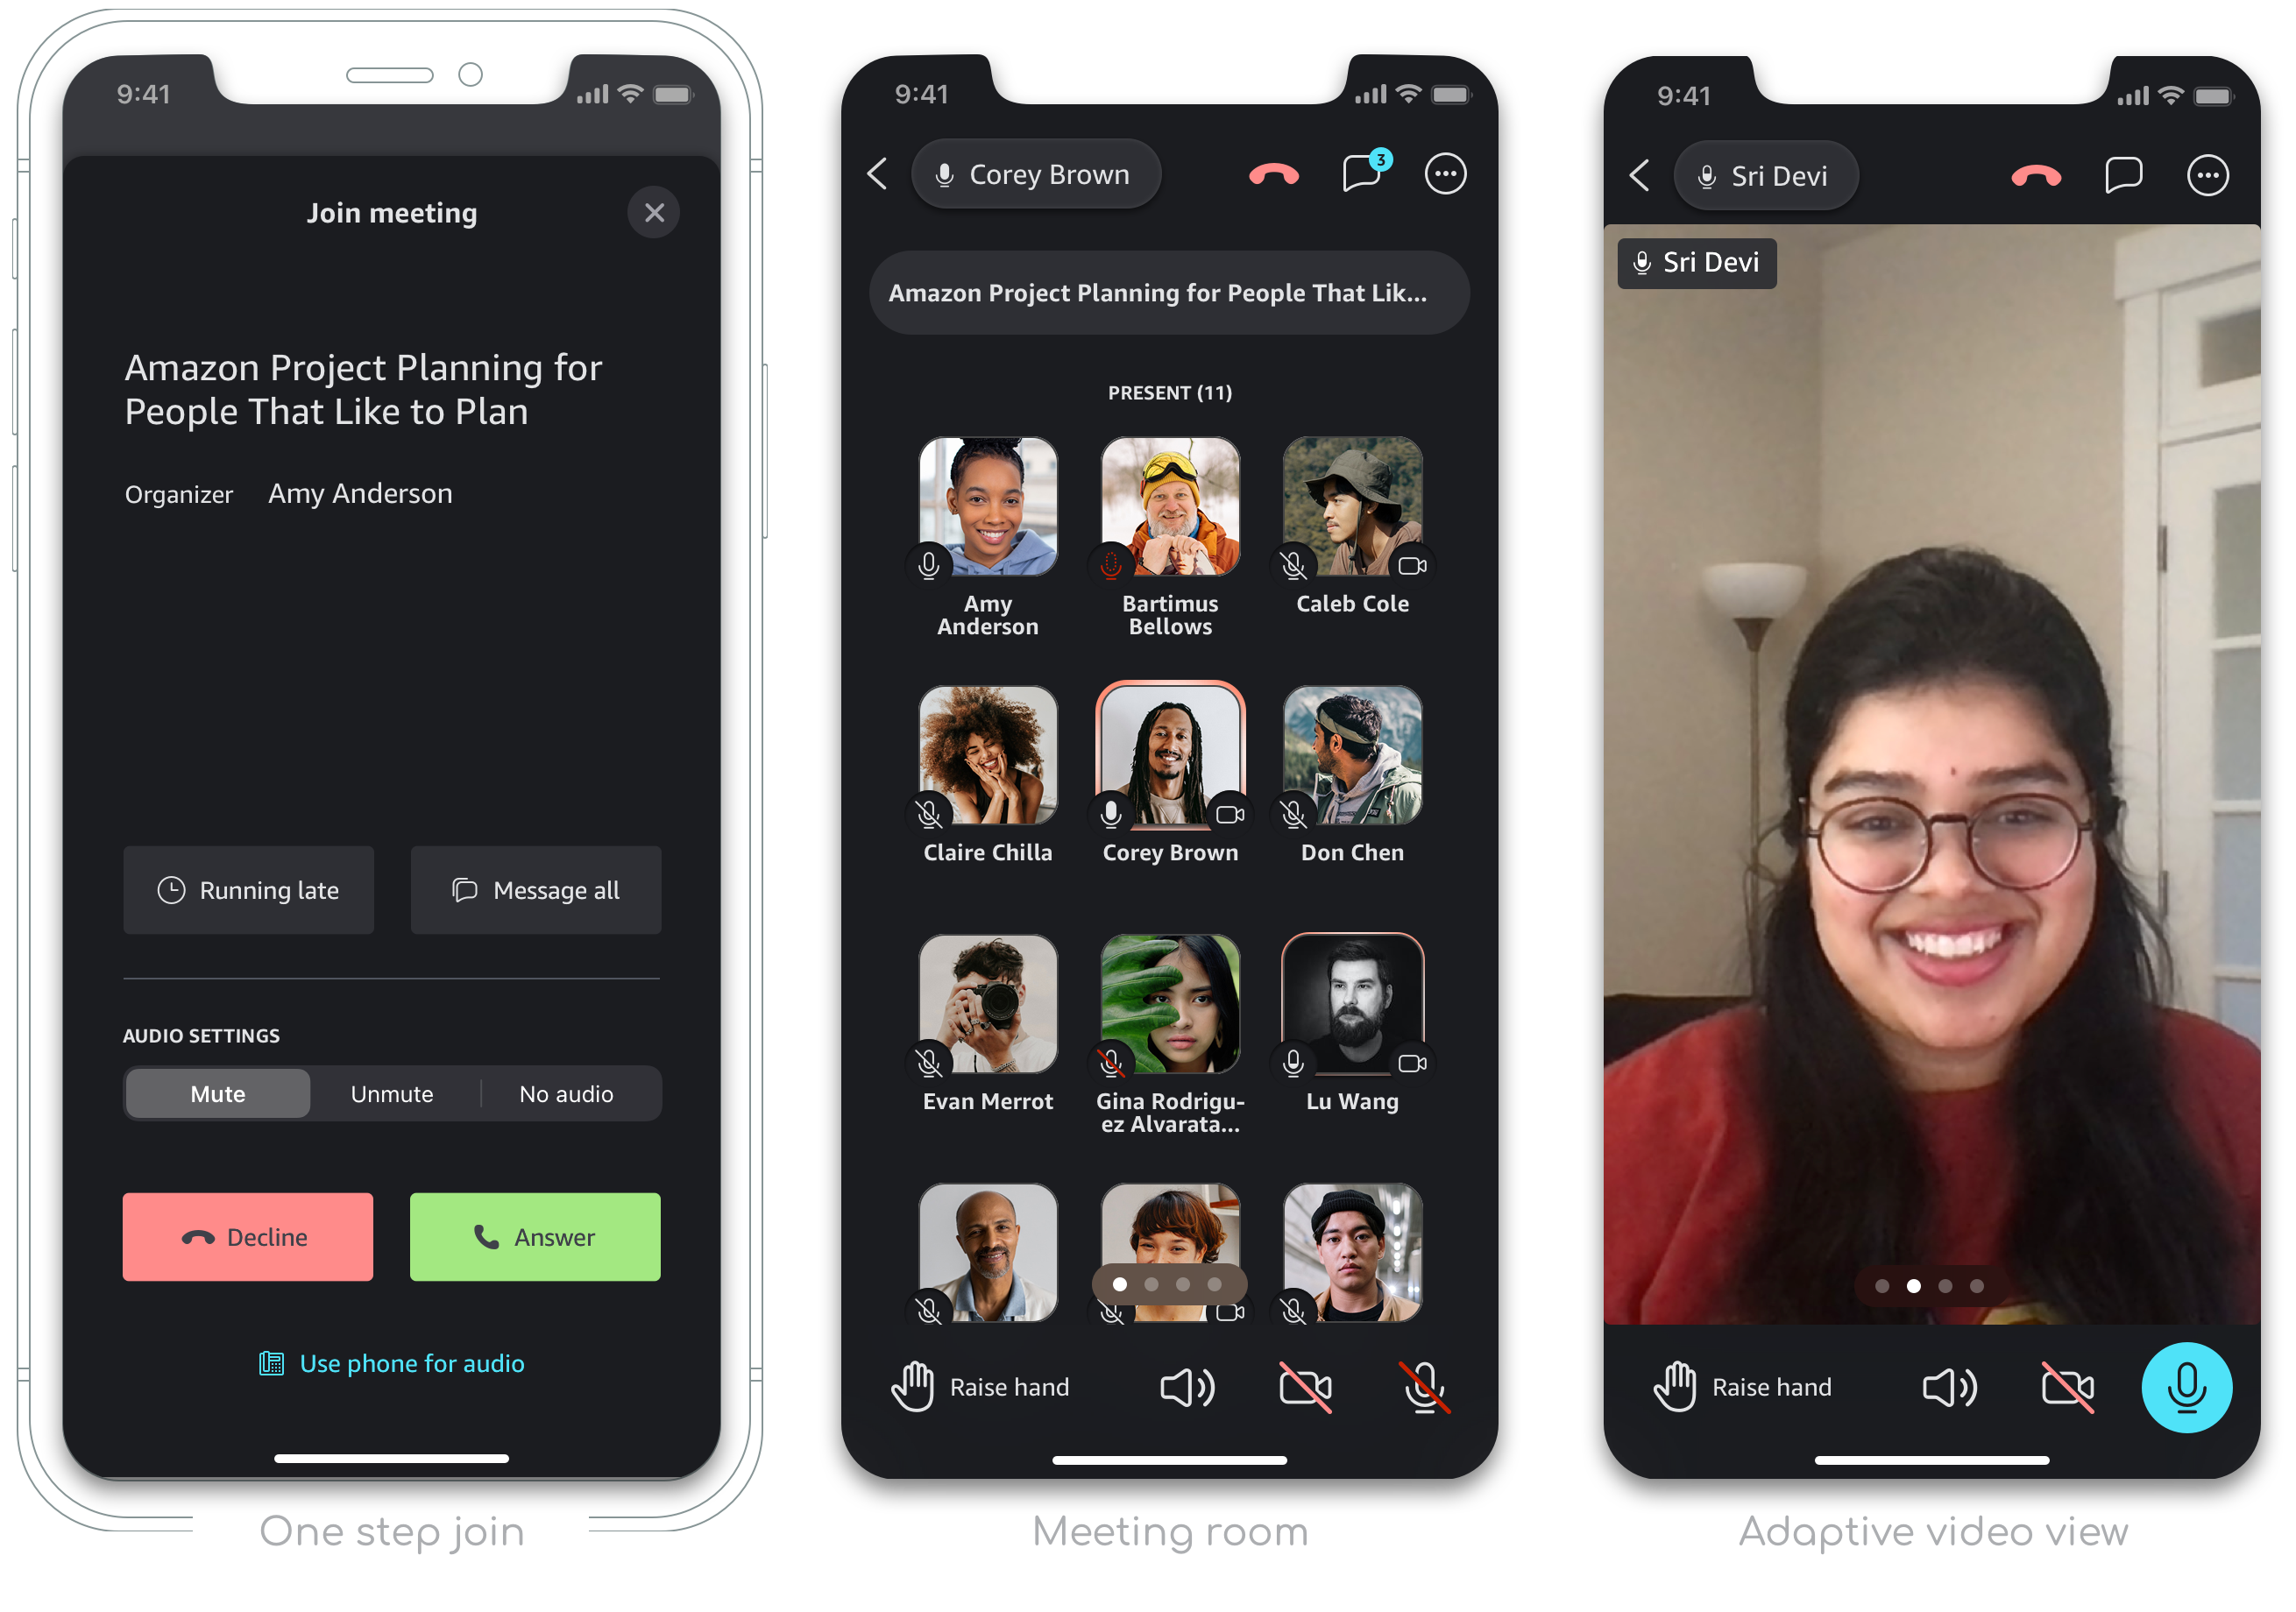 9:41
Join meeting
Amazon Project Planning for
People That Like to Plan
Organizer Amy Anderson
Running late
Message all
AUDIO SETTINGS
Mute Unmute No audio
Decline
Answer
Use phone for audio
One step join
9:41
Corey Brown
3
Amazon Project Planning for People That Lik...
PRESENT (11)
Amy
Anderson
Bartimus
Bellows
Caleb Cole
Claire Chilla
Corey Brown
Don Chen
Evan Merrot
Gina Rodrigu-
ez Alvarata...
Lu Wang
Raise hand
Meeting room
9:41
Sri Devi
Sri Devi
Raise hand
Adaptive video view